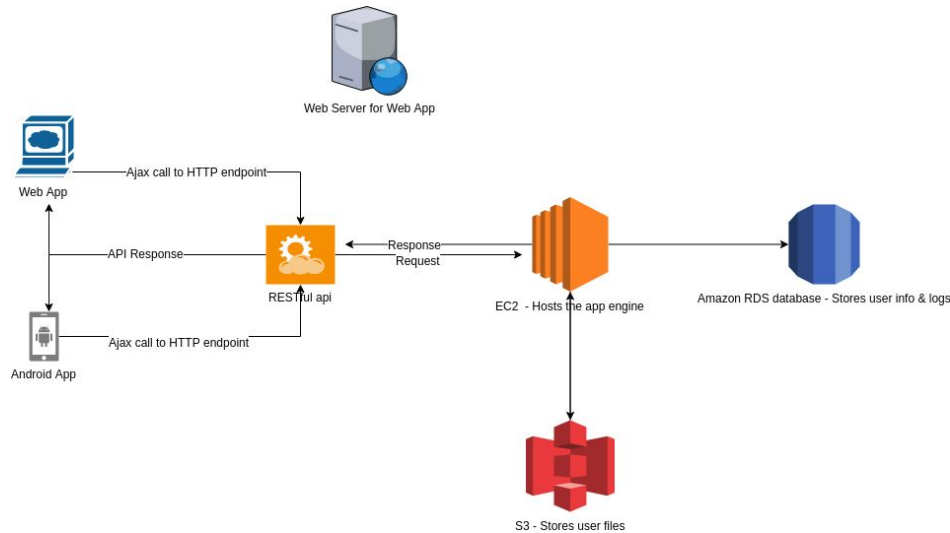 Web Server for Web App
Ajax call to HTTP endpoint
Web App
Response
API Response
Request
RESTful api
Amazon RDS database - Stores user info & logs
EC2 - Hosts the app engine
Ajax call to HTTP endpoint
Android App
S3 - Stores user files